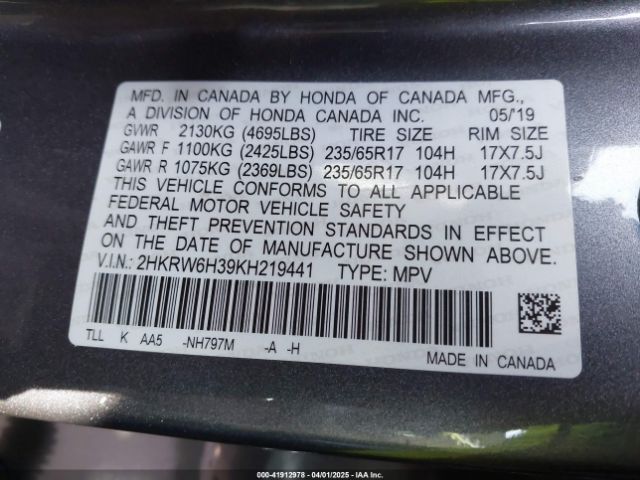 MFD. IN CANADA BY HONDA OF CANADA MFG.,
A DIVISION OF HONDA CANADA INC. 05/'19
GVWR 2130KG (4695LBS) TIRE SIZE RIM SIZE
GAWR F 1100KG (2425LBS) 235/65R17 104H 17X7.5J
GAWR R 1075KG (2369LBS) 235/65R17 104H 17X7.5J
THIS VEHICLE CONFORMS TO ALL APPLICABLE
FEDERAL MOTOR VEHICLE SAFETY
AND THEFT PREVENTION STANDARDS IN EFFECT
ON THE DATE OF MANUFACTURE SHOWN ABOVE.
V.I.N.: 2HKRW6H39KH219441 TYPE: MPV
TLL K AA5 -NH797M -A -H
MADE IN CANADA
000-41912978 | 04/01/2025 | IAA Inc.